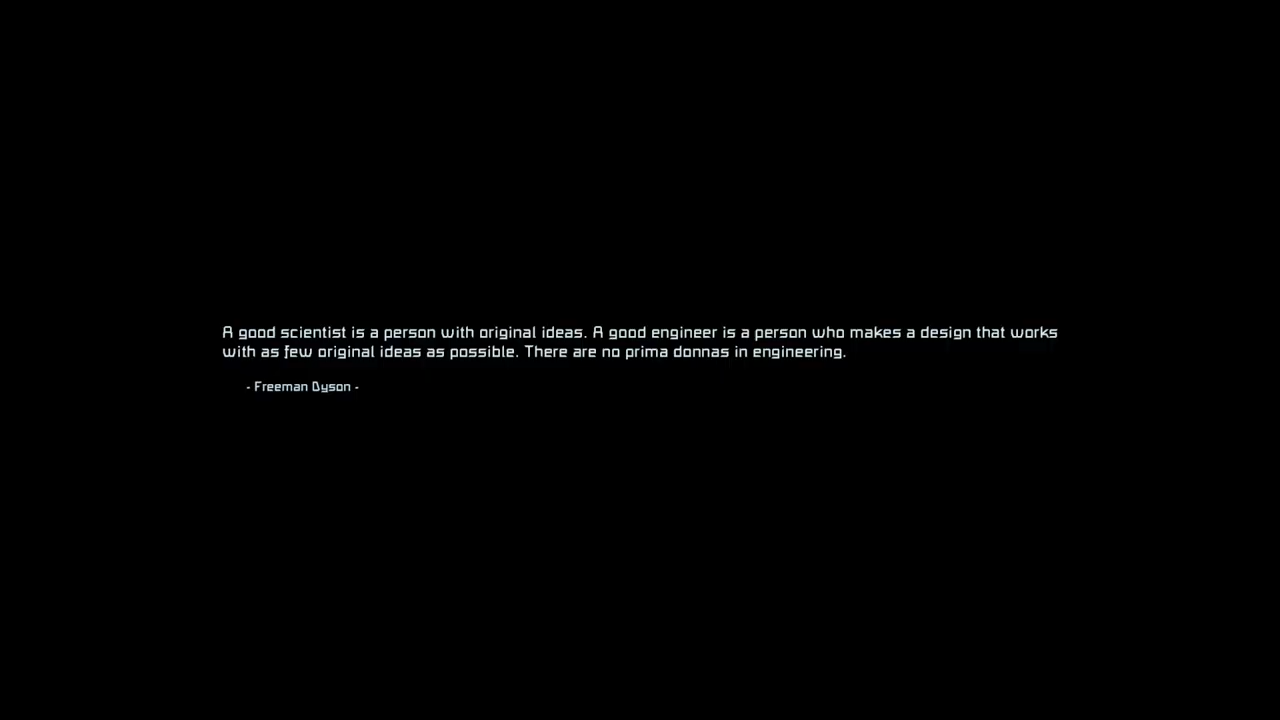 A good scientist is a person with original ideas. A good engineer is a person who makes a design that works
with as few original ideas as possible. There are no prima donnas in engineering.
- Freeman Dyson -